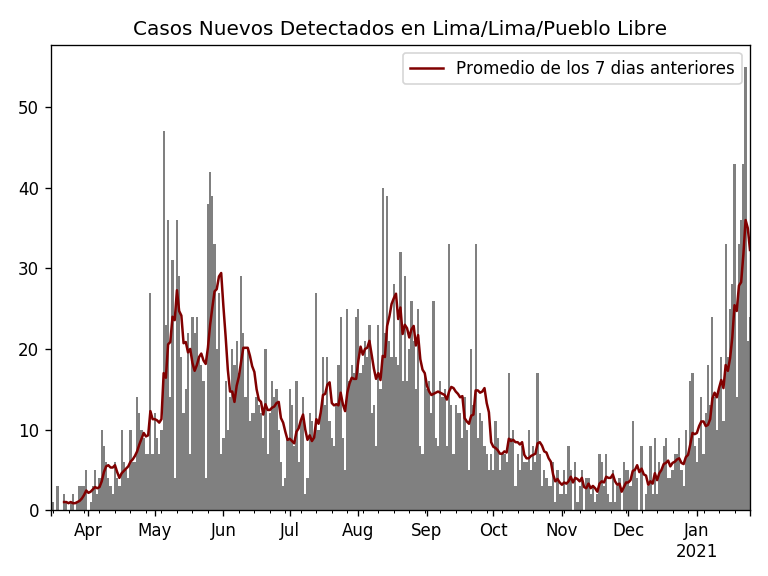 Casos Nuevos Detectados en Lima/Lima/Pueblo Libre
Promedio de los 7 dias anteriores
50
40
30
20
10
0
Apr May Jun Jul Aug Sep Oct Nov Dec Jan
2021